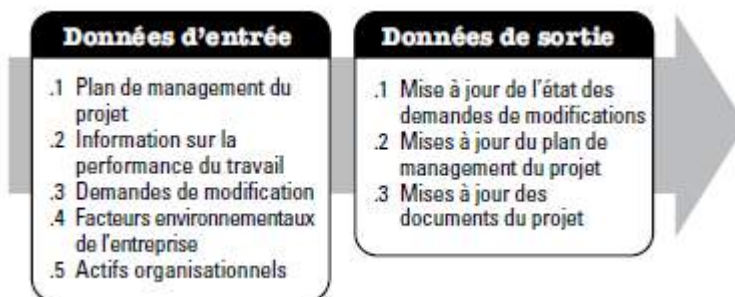 Données d'entrée
.1 Plan de management du
projet
.2 Information sur la
performance du travail
.3 Demandes de modification
.4 Facteurs environnementaux
de l'entreprise
.5 Actifs organisationnels
Données de sortie
.1 Mise à jour de l'état des
demandes de modifications
.2 Mises à jour du plan de
management du projet
.3 Mises à jour des
documents du projet